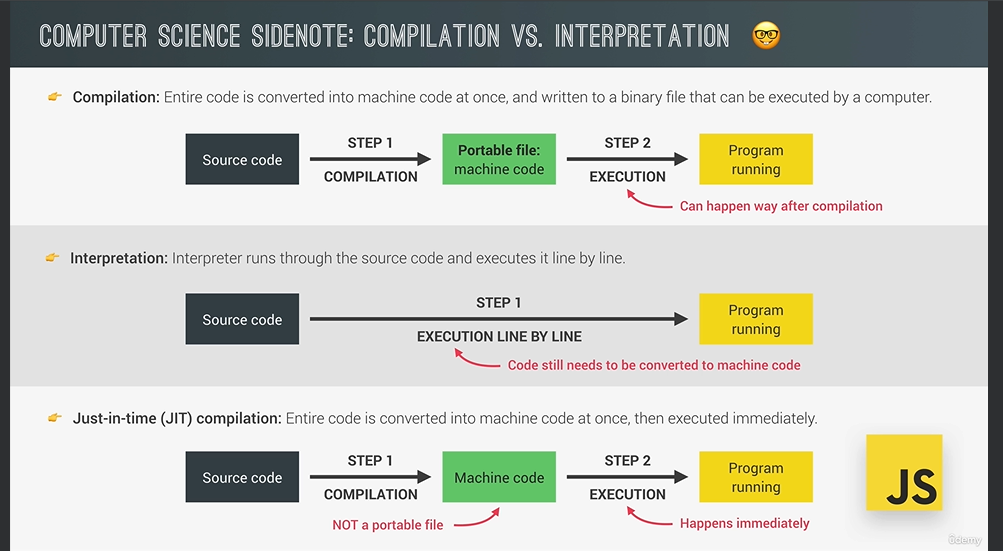 COMPUTER SCIENCE SIDENOTE: COMPILATION VS. INTERPRETATION
Compilation: Entire code is converted into machine code at once, and written to a binary file that can be executed by a computer.
Source code
STEP 1
COMPILATION
Portable file:
machine code
STEP 2
EXECUTION
Program
running
Can happen way after compilation
Interpretation: Interpreter runs through the source code and executes it line by line.
Source code
STEP 1
EXECUTION LINE BY LINE
Program
running
Code still needs to be converted to machine code
Just-in-time (JIT) compilation: Entire code is converted into machine code at once, then executed immediately.
Source code
STEP 1
COMPILATION
Machine code
STEP 2
EXECUTION
Program
running
NOT a portable file
Happens immediately
JS
ûdemy